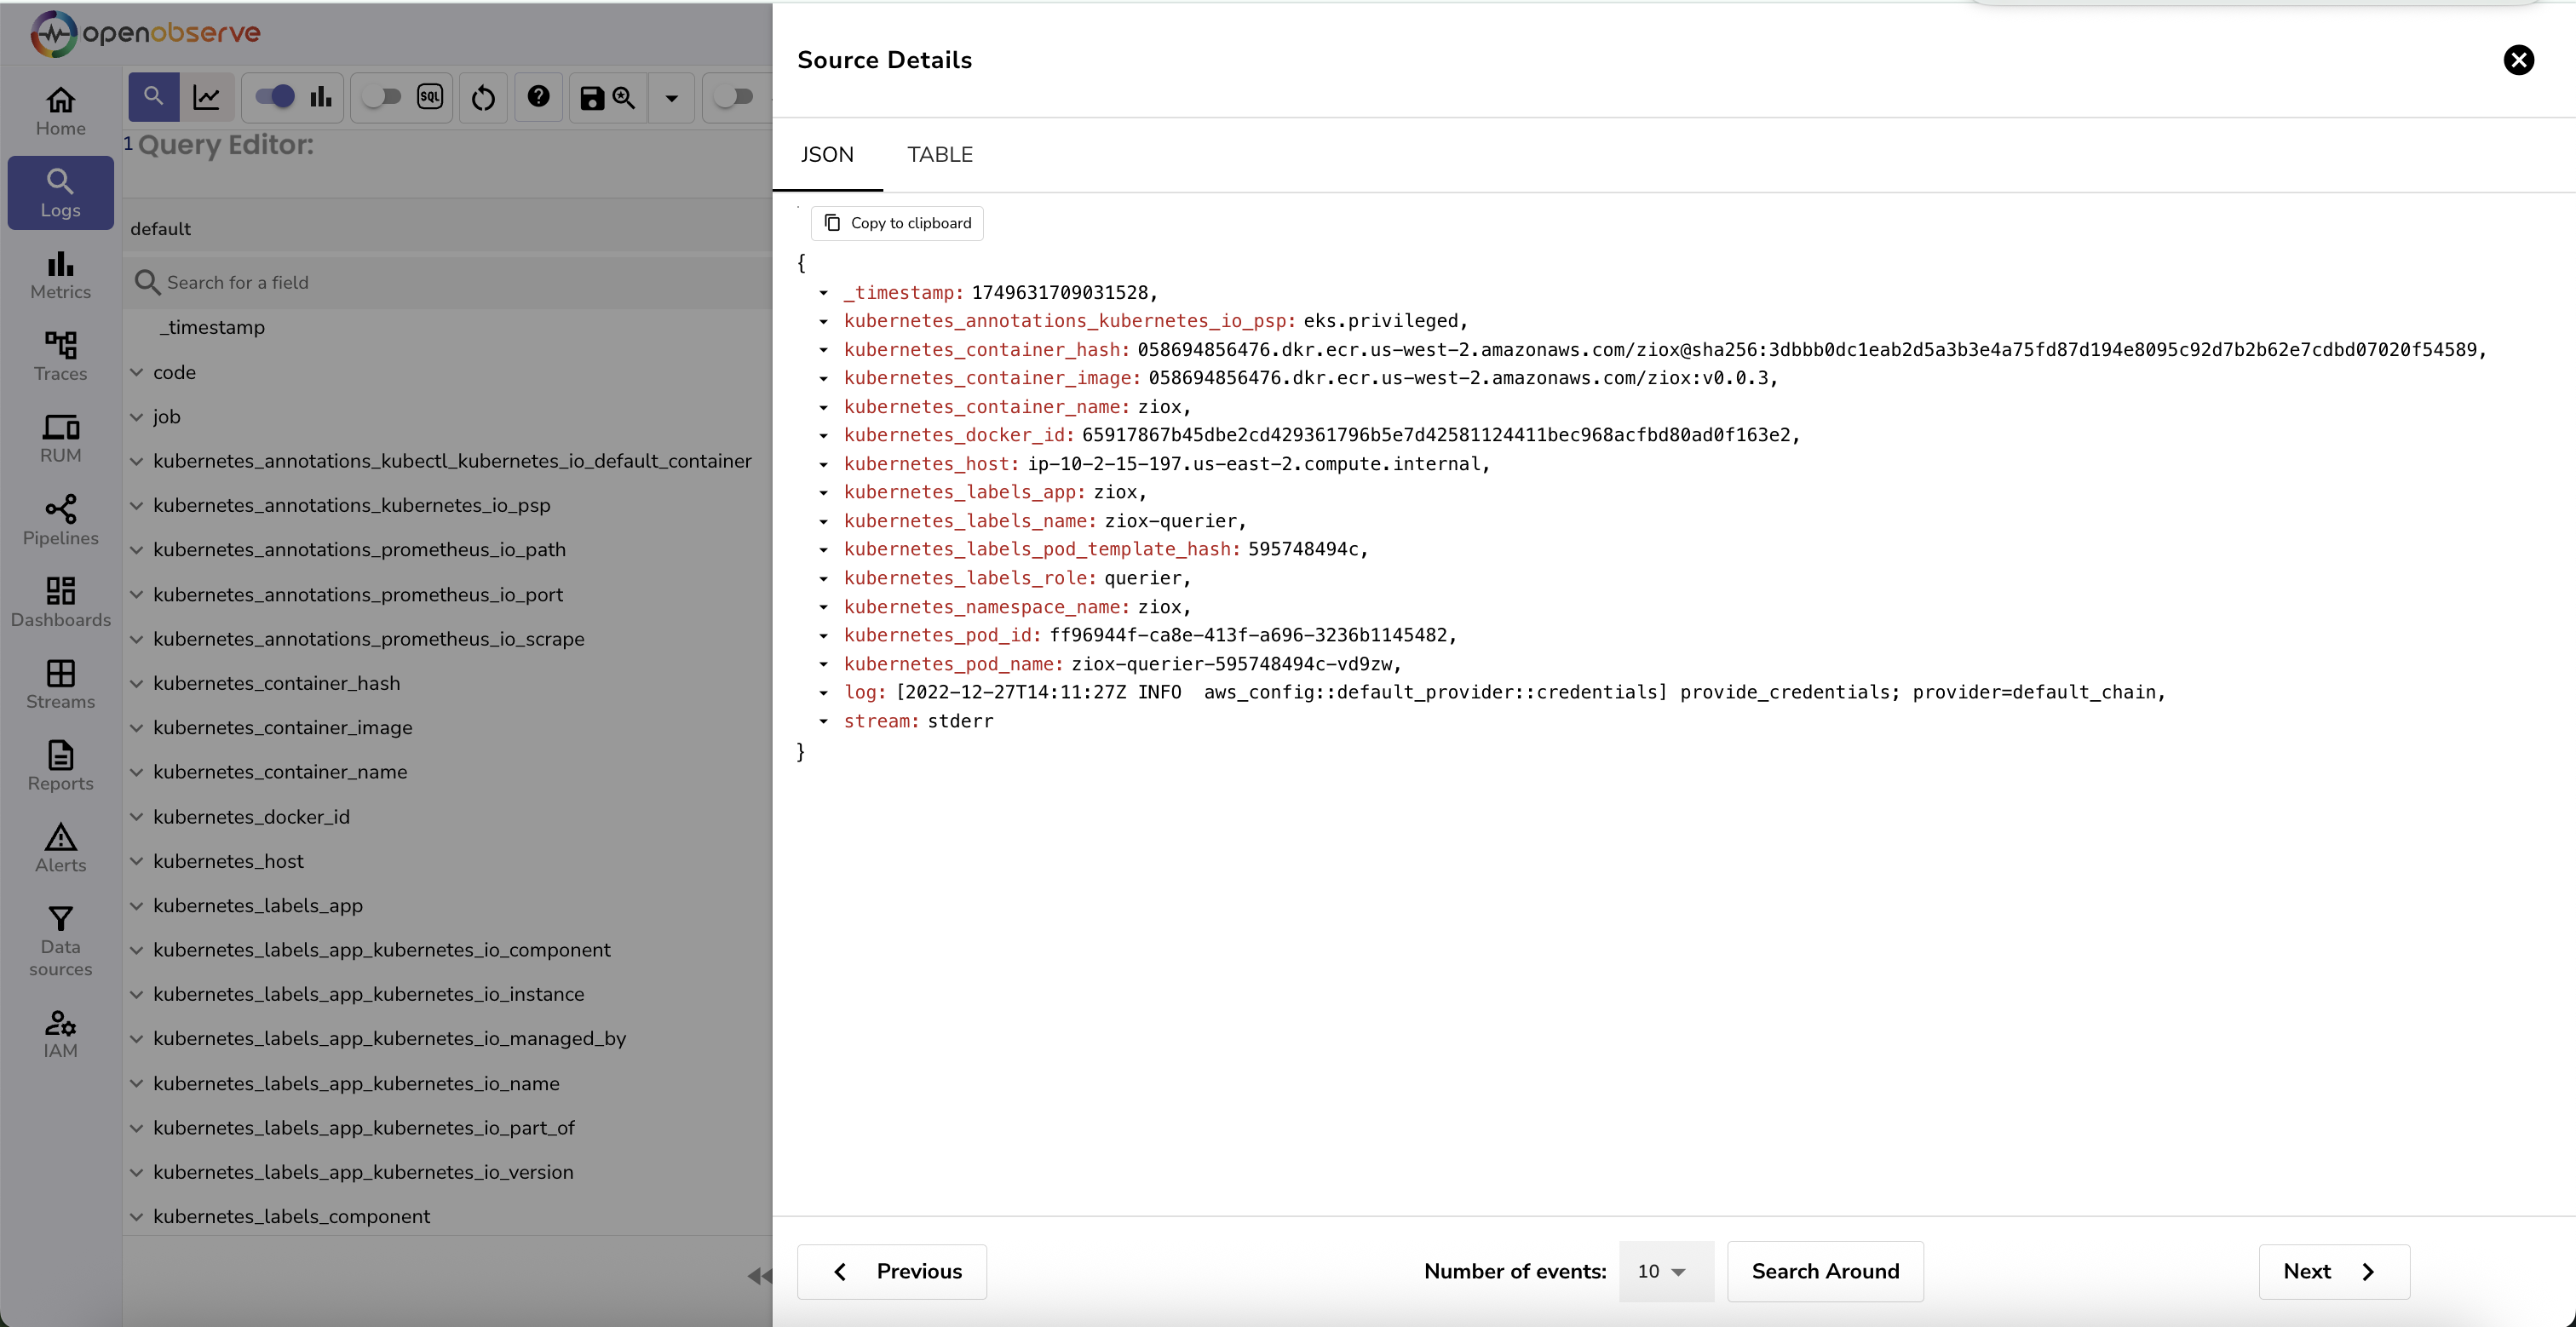 openobserve
Home
Logs
Metrics
Traces
RUM
Pipelines
Dashboards
Streams
Reports
Alerts
Data
sources
IAM
SQL
1 Query Editor:
default
Search for a field
_timestamp
code
job
kubernetes_annotations_kubectl_kubernetes_io_default_container
kubernetes_annotations_kubernetes_io_psp
kubernetes_annotations_prometheus_io_path
kubernetes_annotations_prometheus_io_port
kubernetes_annotations_prometheus_io_scrape
kubernetes_container_hash
kubernetes_container_image
kubernetes_container_name
kubernetes_docker_id
kubernetes_host
kubernetes_labels_app
kubernetes_labels_app_kubernetes_io_component
kubernetes_labels_app_kubernetes_io_instance
kubernetes_labels_app_kubernetes_io_managed_by
kubernetes_labels_app_kubernetes_io_name
kubernetes_labels_app_kubernetes_io_part_of
kubernetes_labels_app_kubernetes_io_version
kubernetes_labels_component
Source Details
JSON TABLE
Copy to clipboard
{
_timestamp: 1749631709031528,
kubernetes_annotations_kubernetes_io_psp: eks.privileged,
kubernetes_container_hash: 058694856476.dkr.ecr.us-west-2.amazonaws.com/ziox@sha256:3dbbb0dc1eab2d5a3b3e4a75fd87d194e8095c92d7b2b62e7cdbd07020f54589,
kubernetes_container_image: 058694856476.dkr.ecr.us-west-2.amazonaws.com/ziox:v0.0.3,
kubernetes_container_name: ziox,
kubernetes_docker_id: 65917867b45dbe2cd429361796b5e7d42581124411bec968acfbd80ad0f163e2,
kubernetes_host: ip-10-2-15-197.us-east-2.compute.internal,
kubernetes_labels_app: ziox,
kubernetes_labels_name: ziox-querier,
kubernetes_labels_pod_template_hash: 595748494c,
kubernetes_labels_role: querier,
kubernetes_namespace_name: ziox,
kubernetes_pod_id: ff96944f-ca8e-413f-a696-3236b1145482,
kubernetes_pod_name: ziox-querier-595748494c-vd9zw,
log: [2022-12-27T14:11:27Z INFO  aws_config::default_provider::credentials] provide_credentials; provider=default_chain,
stream: stderr
}
Previous
Number of events: 10
Search Around
Next